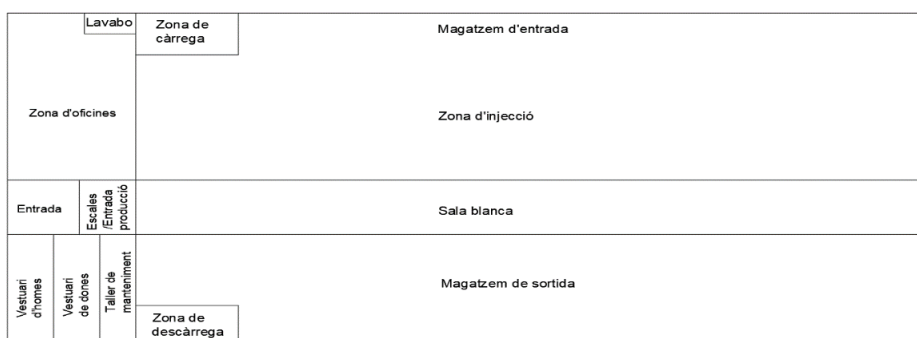 Lavabo
Zona de
càrrega
Magatzem d'entrada
Zona d'oficines
Zona d'injecció
Entrada
Escales
/Entrada
producció
Sala blanca
Vestuari
d'homes
Vestuari
de dones
Taller de
manteniment
Magatzem de sortida
Zona de
descàrrega